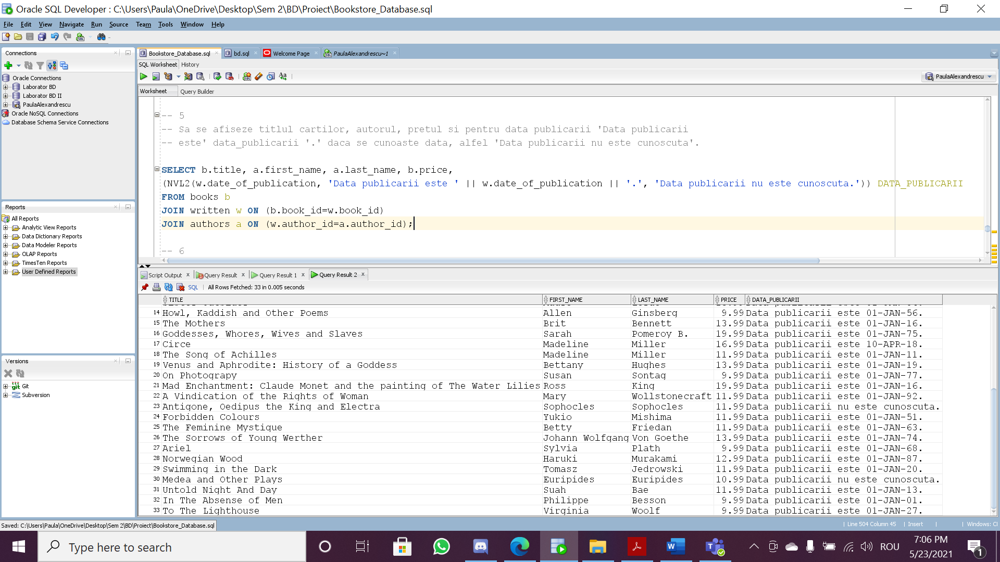 Oracle SQL Developer : C:\Users\Paula\OneDrive\Desktop\Sem 2\BD\Proiect\Bookstore_Database.sql
File Edit View Navigate Run Source Team Tools Window Help
Connections
Oracle Connections
Laborator BD
Laborator BD II
PaulaAlexandrescu
Oracle NoSQL Connections
Database Schema Service Connections
Reports
All Reports
Analytic View Reports
Data Dictionary Reports
Data Modeler Reports
OLAP Reports
TimesTen Reports
User Defined Reports
Versions
Git
Subversion
Bookstore_Database.sql bd.sql Welcome Page PaulaAlexandrescu~1
SQL Worksheet History
PaulaAlexandrescu
Worksheet Query Builder
-- 5
-- Sa se afiseze titlul cartilor, autorul, pretul si pentru data publicarii 'Data publicarii
-- este' data_publicarii '.' daca se cunoaste data, alfel 'Data publicarii nu este cunoscuta'.
SELECT b.title, a.first_name, a.last_name, b.price,
(NVL2(w.date_of_publication, 'Data publicarii este ' || w.date_of_publication || '.', 'Data publicarii nu este cunoscuta.')) DATA_PUBLICARII
FROM books b
JOIN written w ON (b.book_id=w.book_id)
JOIN authors a ON (w.author_id=a.author_id);
-- 6
Script Output Query Result Query Result 1 Query Result 2
SQL All Rows Fetched: 33 in 0.005 seconds
TITLE FIRST_NAME LAST_NAME PRICE DATA_PUBLICARII
14 Howl, Kaddish and Other Poems Allen Ginsberg 9.99 Data publicarii este 01-JAN-56.
15 The Mothers Brit Bennett 13.99 Data publicarii este 01-JAN-16.
16 Goddesses, Whores, Wives and Slaves Sarah Pomeroy B. 19.99 Data publicarii este 01-JAN-75.
17 Circe Madeline Miller 16.99 Data publicarii este 10-APR-18.
18 The Song of Achilles Madeline Miller 11.99 Data publicarii este 01-JAN-11.
19 Venus and Aphrodite: History of a Goddess Bettany Hughes 13.99 Data publicarii este 01-JAN-19.
20 On Photograpy Susan Sontag 9.99 Data publicarii este 01-JAN-77.
21 Mad Enchantment: Claude Monet and the painting of The Water Lilies Ross King 19.99 Data publicarii este 01-JAN-16.
22 A Vindication of the Rights of Woman Mary Wollstonecraft 11.99 Data publicarii este 01-JAN-92.
23 Antigone, Oedipus the King and Electra Sophocles Sophocles 11.99 Data publicarii nu este cunoscuta.
24 Forbidden Colours Yukio Mishima 11.99 Data publicarii este 01-JAN-51.
25 The Feminine Mystique Betty Friedan 11.99 Data publicarii este 01-JAN-63.
26 The Sorrows of Young Werther Johann Wolfgang Von Goethe 13.99 Data publicarii este 01-JAN-74.
27 Ariel Sylvia Plath 9.99 Data publicarii este 01-JAN-68.
28 Norwegian Wood Haruki Murakami 12.99 Data publicarii este 01-JAN-87.
29 Swimming in the Dark Tomasz Jedrowski 11.99 Data publicarii este 01-JAN-20.
30 Medea and Other Plays Euripides Euripides 10.99 Data publicarii nu este cunoscuta.
31 Untold Night And Day Suah Bae 11.99 Data publicarii este 01-JAN-13.
32 In The Absense of Men Philippe Besson 9.99 Data publicarii este 01-JAN-01.
33 To The Lighthouse Virginia Woolf 9.99 Data publicarii este 01-JAN-27.
Saved: C:\Users\Paula\OneDrive\Desktop\Sem 2\BD\Proiect\Bookstore_Database.sql
Line 504 Column 45 Insert Windows: Cl
Type here to search
ROU
7:06 PM
5/23/2021
1